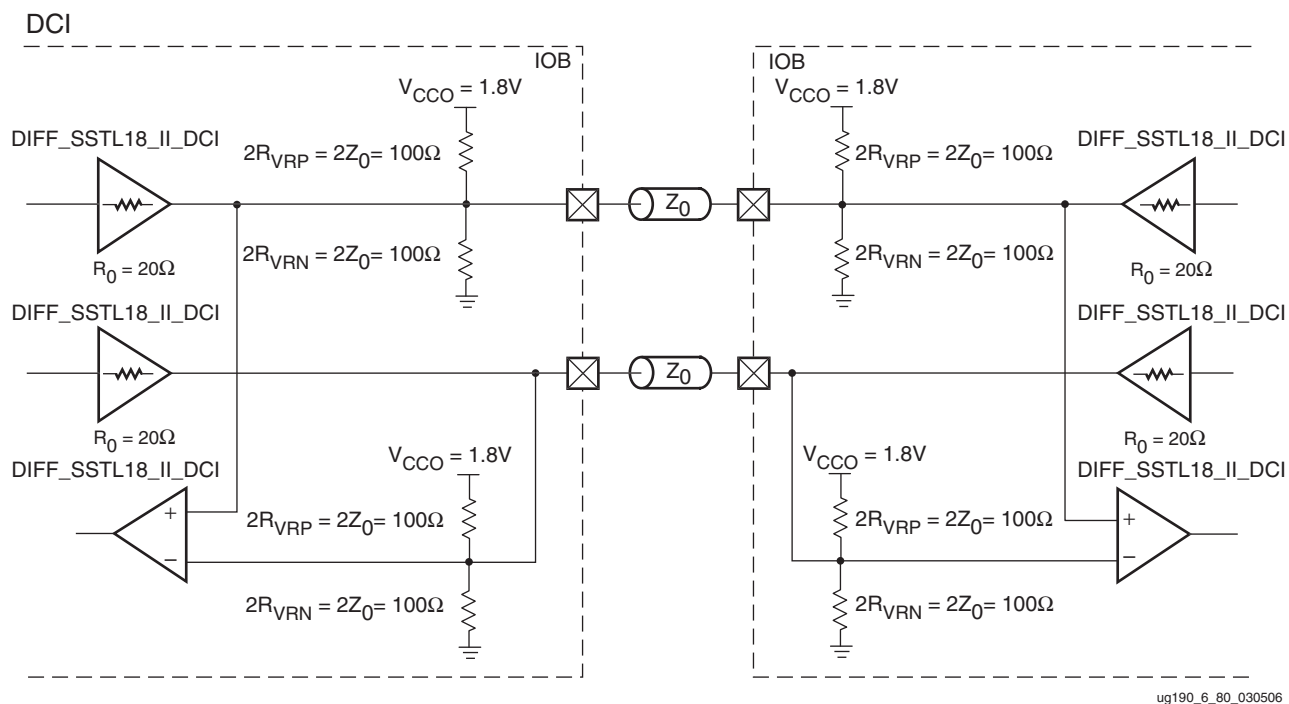 DCI
IOB
IOB
V_CCO = 1.8V
V_CCO = 1.8V
DIFF_SSTL18_II_DCI
2R_VRP = 2Z_0= 100Ω
2R_VRP = 2Z_0= 100Ω
DIFF_SSTL18_II_DCI
Z_0
2R_VRN = 2Z_0= 100Ω
2R_VRN = 2Z_0= 100Ω
R_0 = 20Ω
R_0 = 20Ω
DIFF_SSTL18_II_DCI
DIFF_SSTL18_II_DCI
Z_0
R_0 = 20Ω
R_0 = 20Ω
V_CCO = 1.8V
V_CCO = 1.8V
DIFF_SSTL18_II_DCI
DIFF_SSTL18_II_DCI
+
2R_VRP = 2Z_0= 100Ω
2R_VRP = 2Z_0= 100Ω
+
–
–
2R_VRN = 2Z_0= 100Ω
2R_VRN = 2Z_0= 100Ω
ug190_6_80_030506